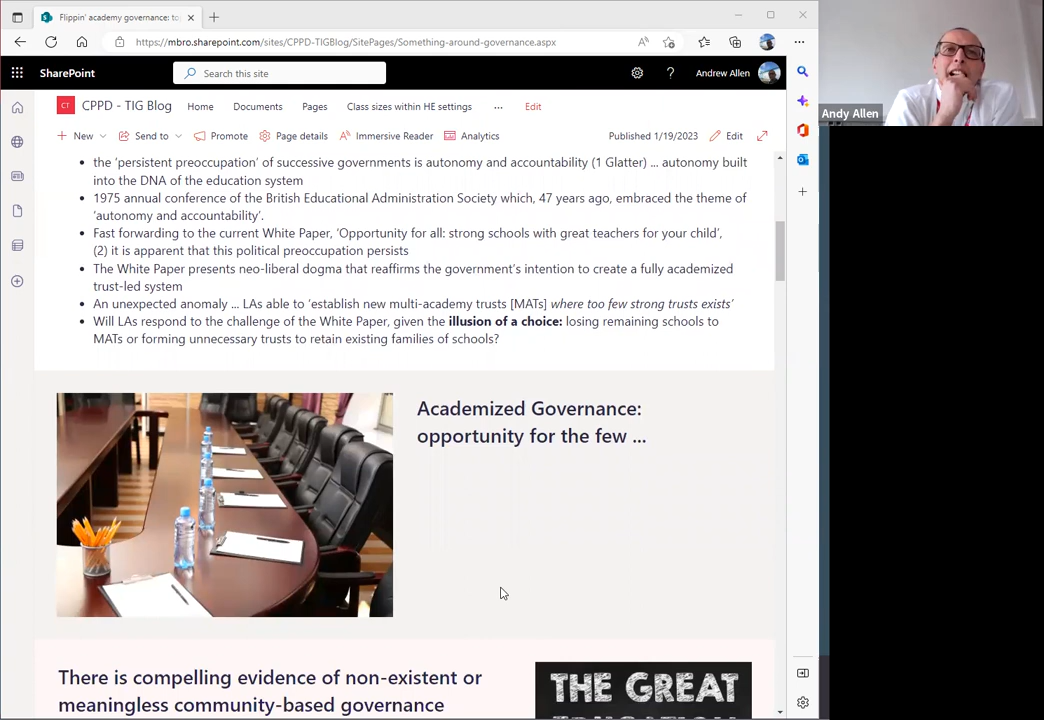 Flippin' academy governance: to
https://mbro.sharepoint.com/sites/CPPD-TIGBlog/SitePages/Something-around-governance.aspx
SharePoint
Search this site
Andrew Allen
CT
CPPD - TIG Blog
Home
Documents
Pages
Class sizes within HE settings
...
Edit
New
Send to
Promote
Page details
Immersive Reader
Analytics
Published 1/19/2023
Edit
• the 'persistent preoccupation' of successive governments is autonomy and accountability (1 Glatter) ... autonomy built
into the DNA of the education system
• 1975 annual conference of the British Educational Administration Society which, 47 years ago, embraced the theme of
'autonomy and accountability'.
• Fast forwarding to the current White Paper, 'Opportunity for all: strong schools with great teachers for your child',
(2) it is apparent that this political preoccupation persists
• The White Paper presents neo-liberal dogma that reaffirms the government's intention to create a fully academized
trust-led system
• An unexpected anomaly ... LAs able to 'establish new multi-academy trusts [MATs] where too few strong trusts exists'
• Will LAs respond to the challenge of the White Paper, given the illusion of a choice: losing remaining schools to
MATs or forming unnecessary trusts to retain existing families of schools?
Academized Governance:
opportunity for the few ...
There is compelling evidence of non-existent or
meaningless community-based governance
THE GREAT
Andy Allen